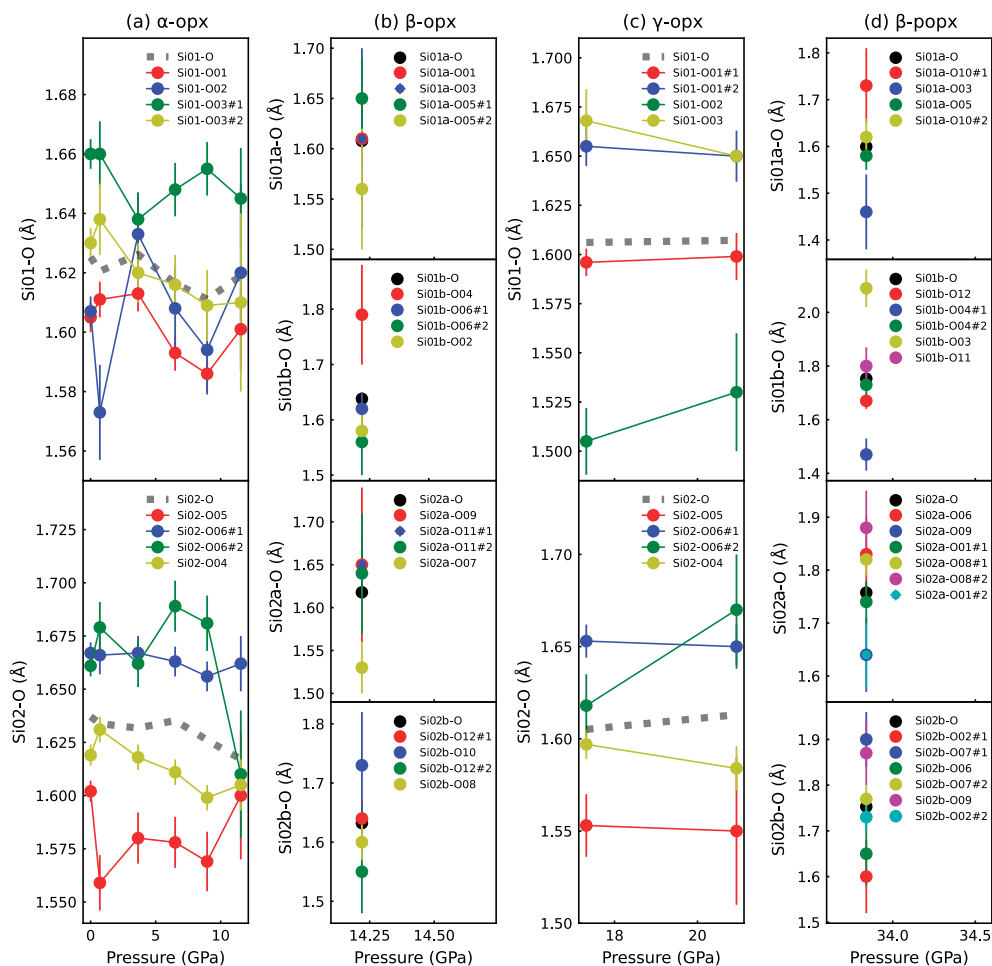 (a) α-opx
(b) β-opx
(c) γ-opx
(d) β-popx
Si01-O (Å)
1.68
1.66
1.64
1.62
1.60
1.58
1.56
Si01-O
Si01-O01
Si01-O02
Si01-O03#1
Si01-O03#2
Si02-O (Å)
1.725
1.700
1.675
1.650
1.625
1.600
1.575
1.550
Si02-O
Si02-O05
Si02-O06#1
Si02-O06#2
Si02-O04
0
5
10
Pressure (GPa)
Si01a-O (Å)
1.70
1.65
1.60
1.55
1.50
Si01a-O
Si01a-O01
Si01a-O03
Si01a-O05#1
Si01a-O05#2
Si01b-O (Å)
1.8
1.7
1.6
1.5
Si01b-O
Si01b-O04
Si01b-O06#1
Si01b-O06#2
Si01b-O02
Si02a-O (Å)
1.70
1.65
1.60
1.55
1.50
Si02a-O
Si02a-O09
Si02a-O11#1
Si02a-O11#2
Si02a-O07
Si02b-O (Å)
1.8
1.7
1.6
1.5
Si02b-O
Si02b-O12#1
Si02b-O10
Si02b-O12#2
Si02b-O08
14.25
14.50
Pressure (GPa)
Si01-O (Å)
1.700
1.675
1.650
1.625
1.600
1.575
1.550
1.525
1.500
Si01-O
Si01-O01#1
Si01-O01#2
Si01-O02
Si01-O03
Si02-O (Å)
1.70
1.65
1.60
1.55
1.50
Si02-O
Si02-O05
Si02-O06#1
Si02-O06#2
Si02-O04
18
20
Pressure (GPa)
Si01a-O (Å)
1.8
1.7
1.6
1.5
1.4
Si01a-O
Si01a-O10#1
Si01a-O03
Si01a-O05
Si01a-O10#2
Si01b-O (Å)
2.0
1.8
1.6
1.4
Si01b-O
Si01b-O12
Si01b-O04#1
Si01b-O04#2
Si01b-O03
Si01b-O11
Si02a-O (Å)
1.9
1.8
1.7
1.6
Si02a-O
Si02a-O06
Si02a-O09
Si02a-O01#1
Si02a-O08#1
Si02a-O08#2
Si02a-O01#2
Si02b-O (Å)
1.9
1.8
1.7
1.6
1.5
Si02b-O
Si02b-O02#1
Si02b-O07#1
Si02b-O06
Si02b-O07#2
Si02b-O09
Si02b-O02#2
34.0
34.5
Pressure (GPa)